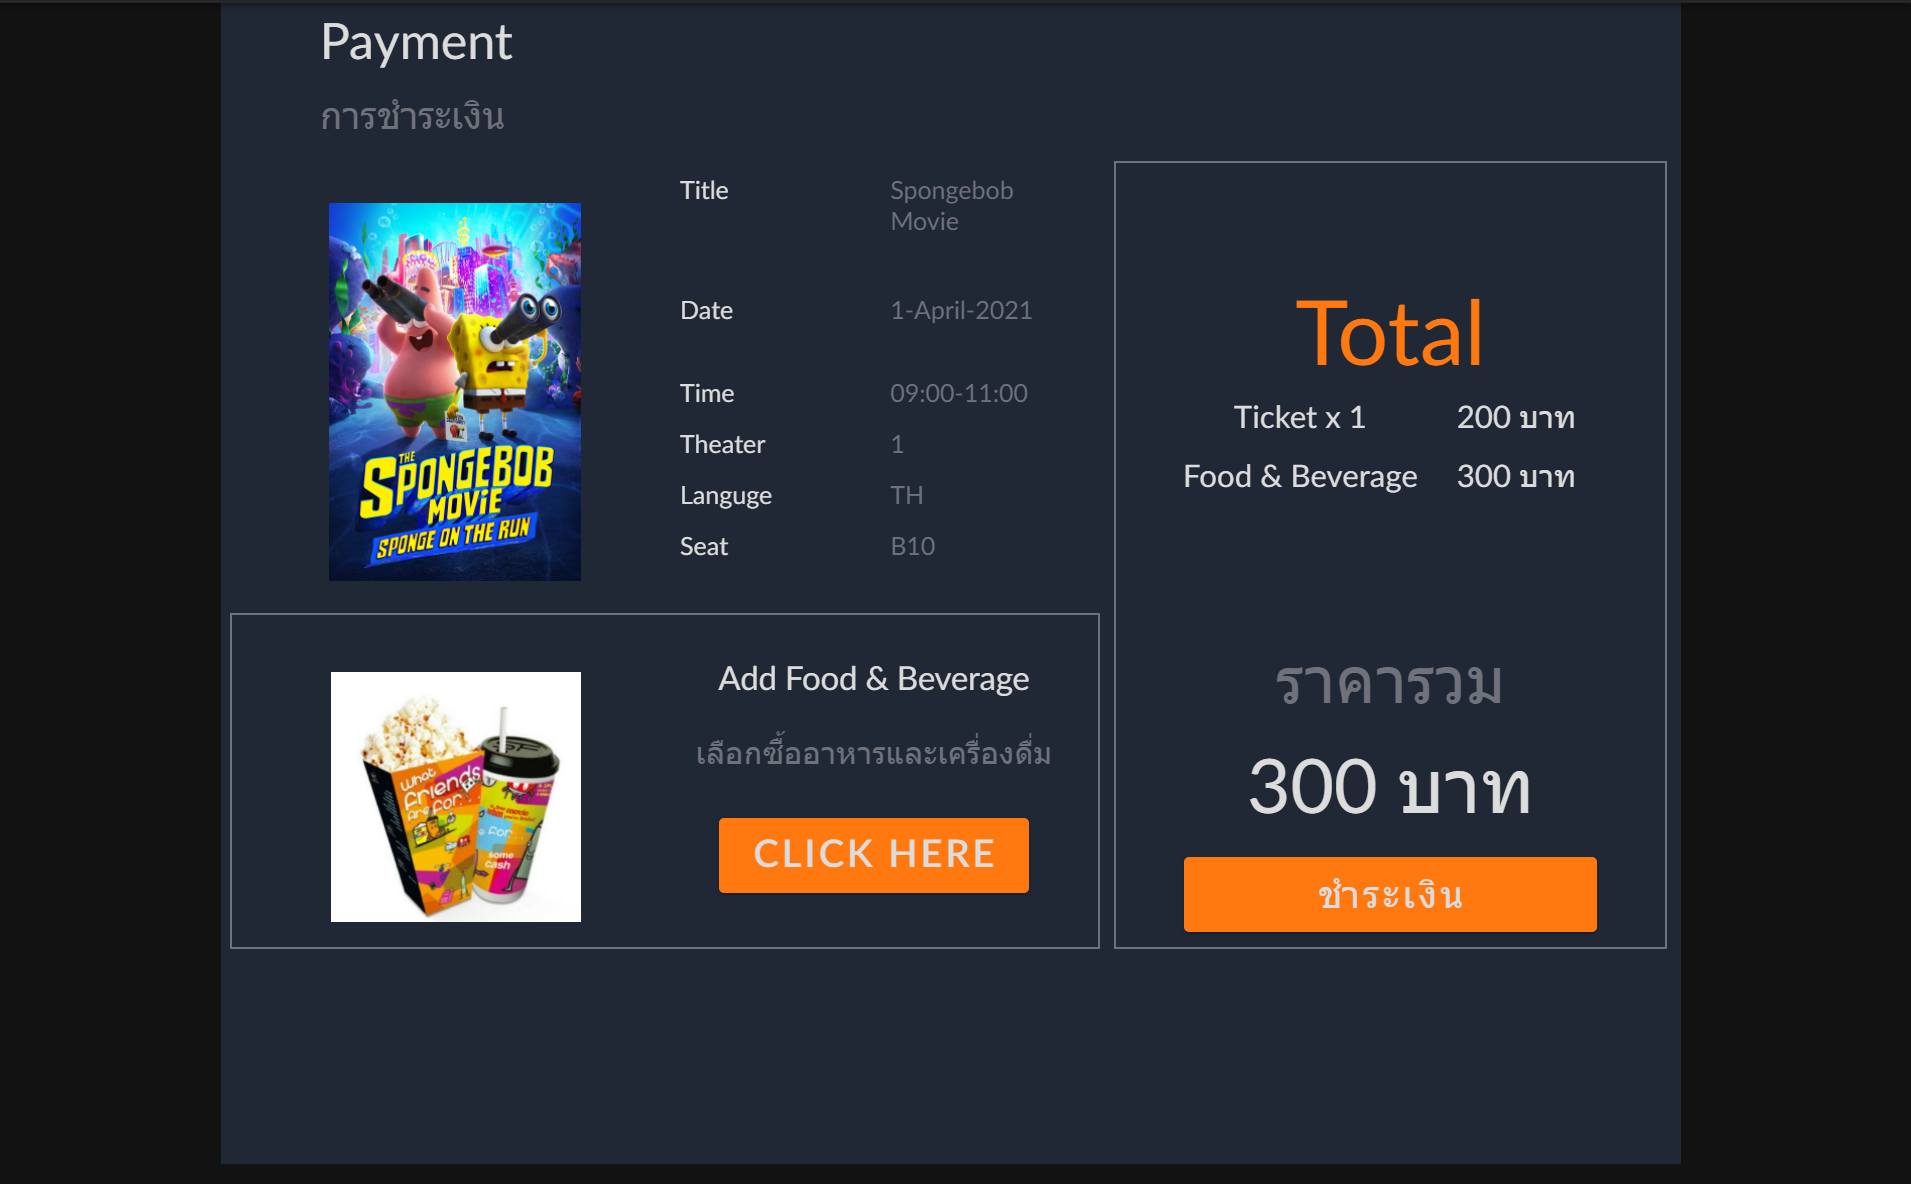 Payment
การชำระเงิน
Title Spongebob
Movie
Date 1-April-2021
Time 09:00-11:00
Theater 1
Languge TH
Seat B10
THE
SPONGEBOB
MOVIE
SPONGE ON THE RUN
Add Food & Beverage
เลือกซื้ออาหารและเครื่องดื่ม
CLICK HERE
what
friends
are for
for
some
cash
Total
Ticket x 1 200 บาท
Food & Beverage 300 บาท
ราคารวม
300 บาท
ชำระเงิน